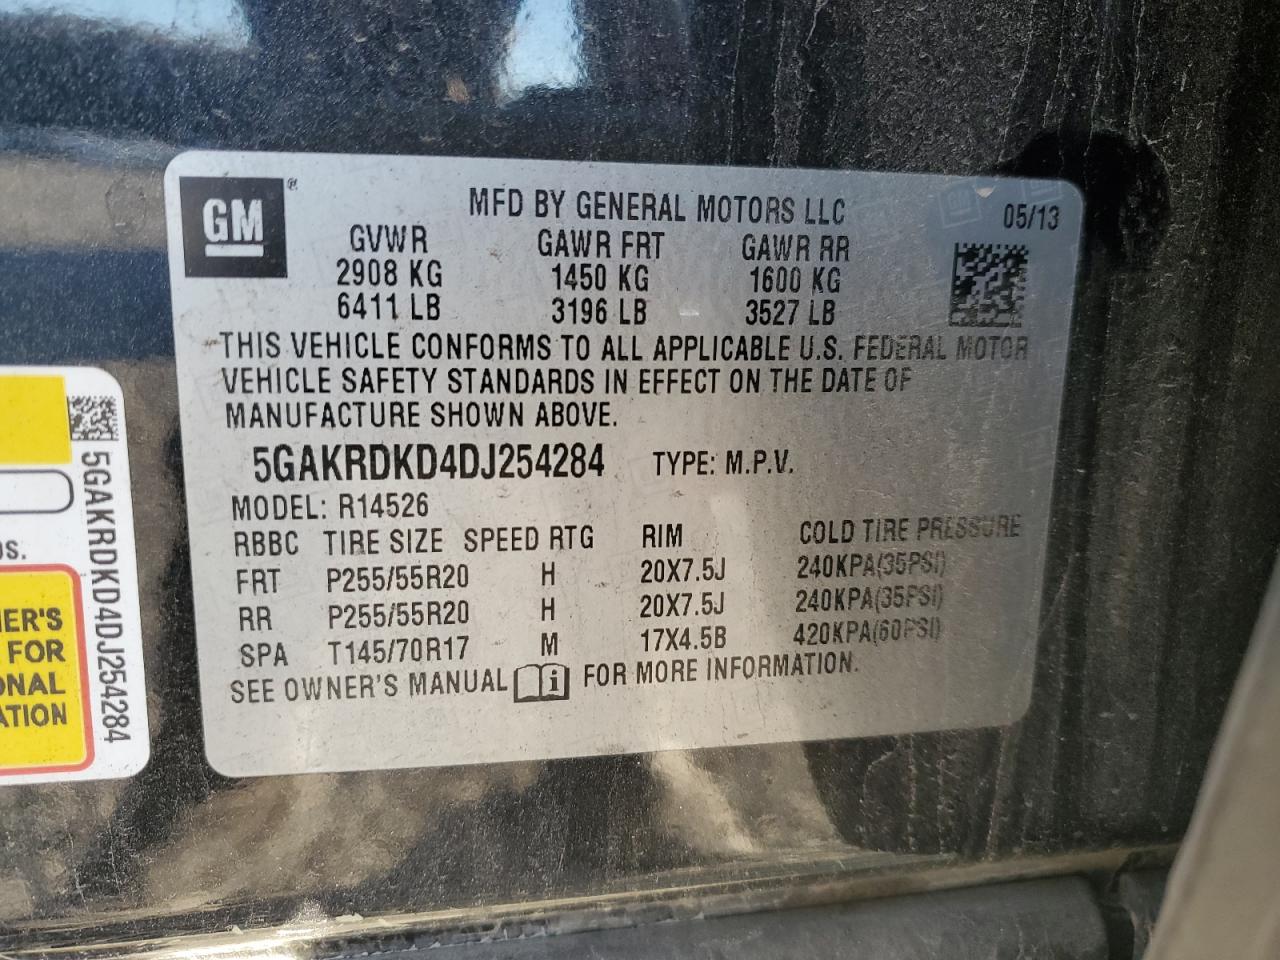 GM®
MFD BY GENERAL MOTORS LLC 05/13
GVWR GAWR FRT GAWR RR
2908 KG 1450 KG 1600 KG
6411 LB 3196 LB 3527 LB
THIS VEHICLE CONFORMS TO ALL APPLICABLE U.S. FEDERAL MOTOR
VEHICLE SAFETY STANDARDS IN EFFECT ON THE DATE OF
MANUFACTURE SHOWN ABOVE.
5GAKRDKD4DJ254284 TYPE: M.P.V.
MODEL: R14526
RBBC TIRE SIZE SPEED RTG RIM COLD TIRE PRESSURE
FRT P255/55R20 H 20X7.5J 240KPA(35PSI)
RR P255/55R20 H 20X7.5J 240KPA(35PSI)
SPA T145/70R17 M 17X4.5B 420KPA(60PSI)
SEE OWNER'S MANUAL FOR MORE INFORMATION.
5GAKRDKD4DJ254284
FOR